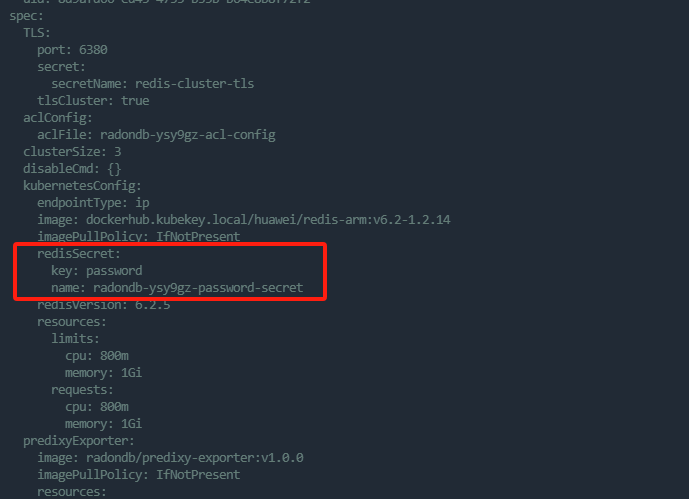 spec:
  TLS:
    port: 6380
    secret:
      secretName: redis-cluster-tls
    tlsCluster: true
  aclConfig:
    aclFile: radondb-ysy9gz-acl-config
  clusterSize: 3
  disableCmd: {}
  kubernetesConfig:
    endpointType: ip
    image: dockerhub.kubekey.local/huawei/redis-arm:v6.2-1.2.14
    imagePullPolicy: IfNotPresent
    redisSecret:
      key: password
      name: radondb-ysy9gz-password-secret
    redisVersion: 6.2.5
    resources:
      limits:
        cpu: 800m
        memory: 1Gi
      requests:
        cpu: 800m
        memory: 1Gi
  predixyExporter:
    image: radondb/predixy-exporter:v1.0.0
    imagePullPolicy: IfNotPresent
    resources: